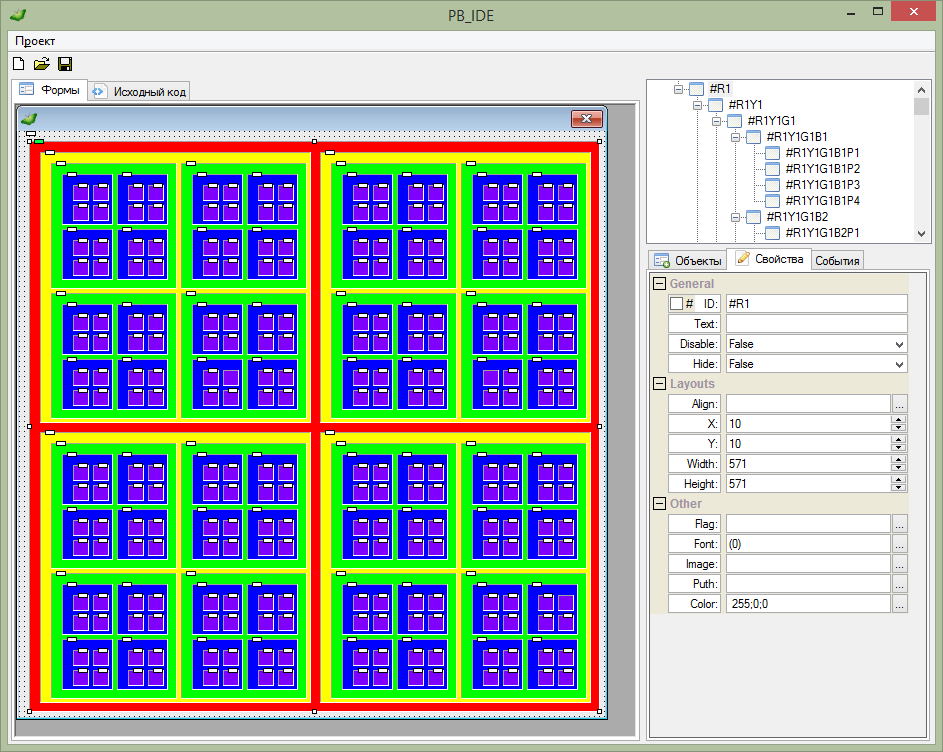 PB_IDE
Проект
Формы
Исходный код
#R1
#R1Y1
#R1Y1G1
#R1Y1G1B1
#R1Y1G1B1P1
#R1Y1G1B1P2
#R1Y1G1B1P3
#R1Y1G1B1P4
#R1Y1G1B2
#R1Y1G1B2P1
Объекты
Свойства
События
General
# ID: #R1
Text:
Disable: False
Hide: False
Layouts
Align: ...
X: 10
Y: 10
Width: 571
Height: 571
Other
Flag: ...
Font: (0) ...
Image: ...
Puth: ...
Color: 255;0;0 ...